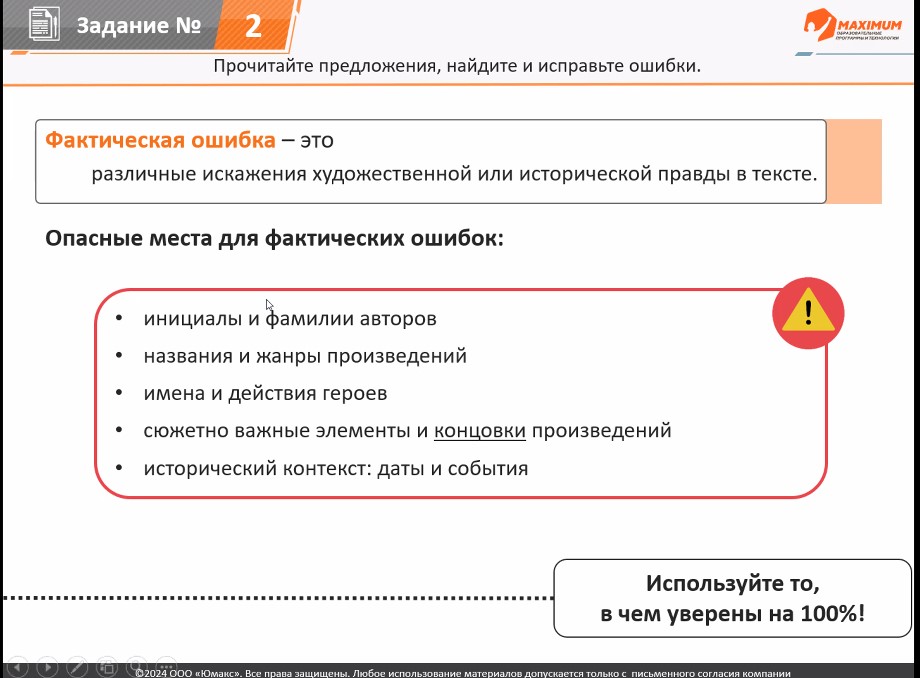 Задание № 2
MAXIMUM
ОБРАЗОВАТЕЛЬНЫЕ
ПРОГРАММЫ И ТЕХНОЛОГИИ
Прочитайте предложения, найдите и исправьте ошибки.
Фактическая ошибка – это
различные искажения художественной или исторической правды в тексте.
Опасные места для фактических ошибок:
• инициалы и фамилии авторов
• названия и жанры произведений
• имена и действия героев
• сюжетно важные элементы и концовки произведений
• исторический контекст: даты и события
!
Используйте то,
в чем уверены на 100%!
©2024 ООО «Юмакс». Все права защищены. Любое использование материалов допускается только с письменного согласия компании